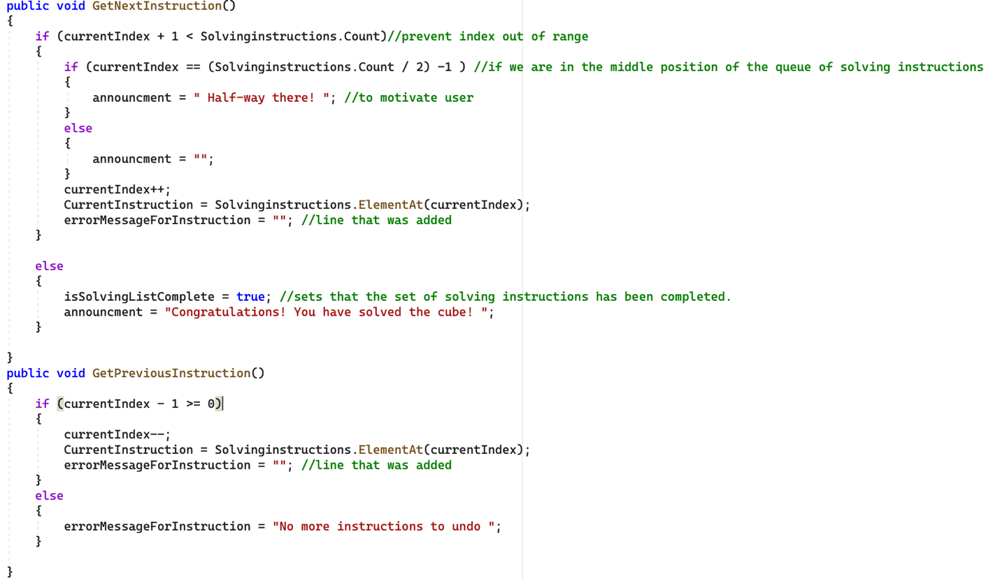 public void GetNextInstruction()
{
if (currentIndex + 1 < Solvinginstructions.Count)//prevent index out of range
{
if (currentIndex == (Solvinginstructions.Count / 2) -1 ) //if we are in the middle position of the queue of solving instructions
{
announcment = " Half-way there! "; //to motivate user
}
else
{
announcment = "";
}
currentIndex++;
CurrentInstruction = Solvinginstructions.ElementAt(currentIndex);
errorMessageForInstruction = ""; //line that was added
}
else
{
isSolvingListComplete = true; //sets that the set of solving instructions has been completed.
announcment = "Congratulations! You have solved the cube! ";
}
}
public void GetPreviousInstruction()
{
if (currentIndex - 1 >= 0)
{
currentIndex--;
CurrentInstruction = Solvinginstructions.ElementAt(currentIndex);
errorMessageForInstruction = ""; //line that was added
}
else
{
errorMessageForInstruction = "No more instructions to undo ";
}
}